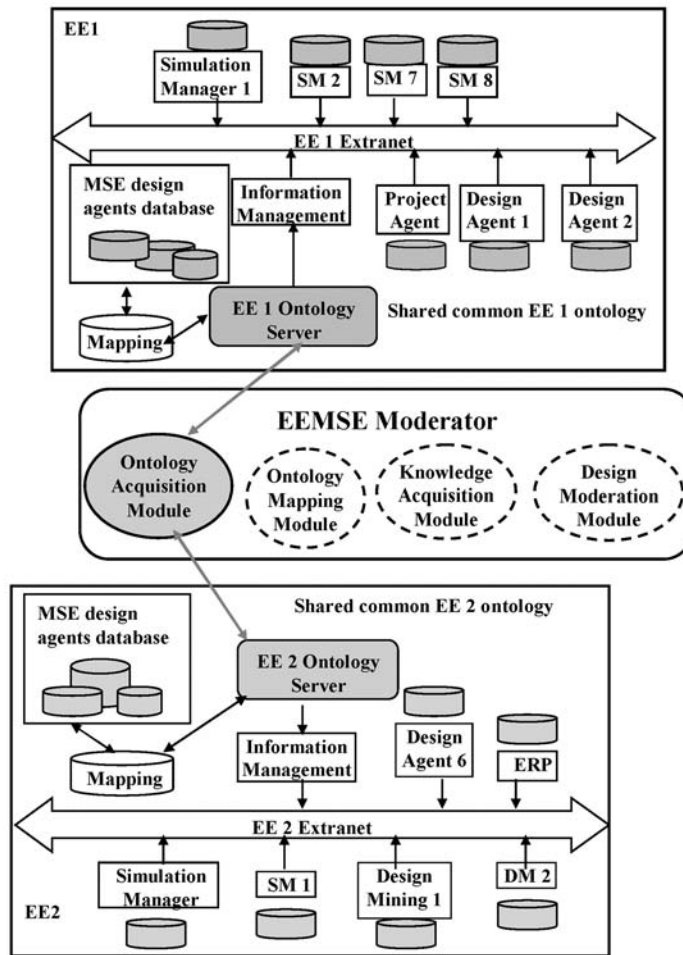 EE1
Simulation
Manager 1
SM 2
SM 7
SM 8
EE 1 Extranet
MSE design
agents database
Information
Management
Project
Agent
Design
Agent 1
Design
Agent 2
EE 1 Ontology
Server
Shared common EE 1 ontology
Mapping
EEMSE Moderator
Ontology
Acquisition
Module
Ontology
Mapping
Module
Knowledge
Acquisition
Module
Design
Moderation
Module
MSE design
agents database
Shared common EE 2 ontology
EE 2 Ontology
Server
Mapping
Information
Management
Design
Agent 6
ERP
EE 2 Extranet
Simulation
Manager
SM 1
Design
Mining 1
DM 2
EE2